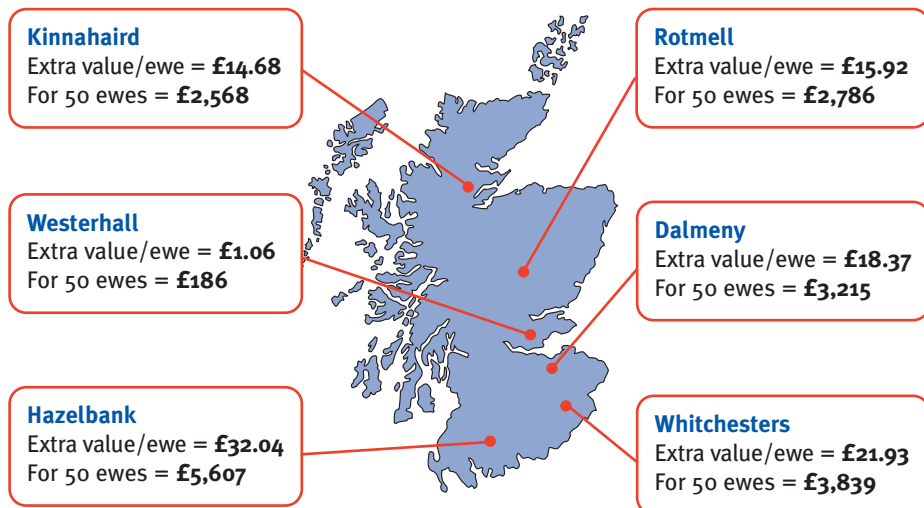 Kinnahaird
Extra value/ewe = £14.68
For 50 ewes = £2,568
Rotmell
Extra value/ewe = £15.92
For 50 ewes = £2,786
Westerhall
Extra value/ewe = £1.06
For 50 ewes = £186
Dalmeny
Extra value/ewe = £18.37
For 50 ewes = £3,215
Hazelbank
Extra value/ewe = £32.04
For 50 ewes = £5,607
Whitchesters
Extra value/ewe = £21.93
For 50 ewes = £3,839